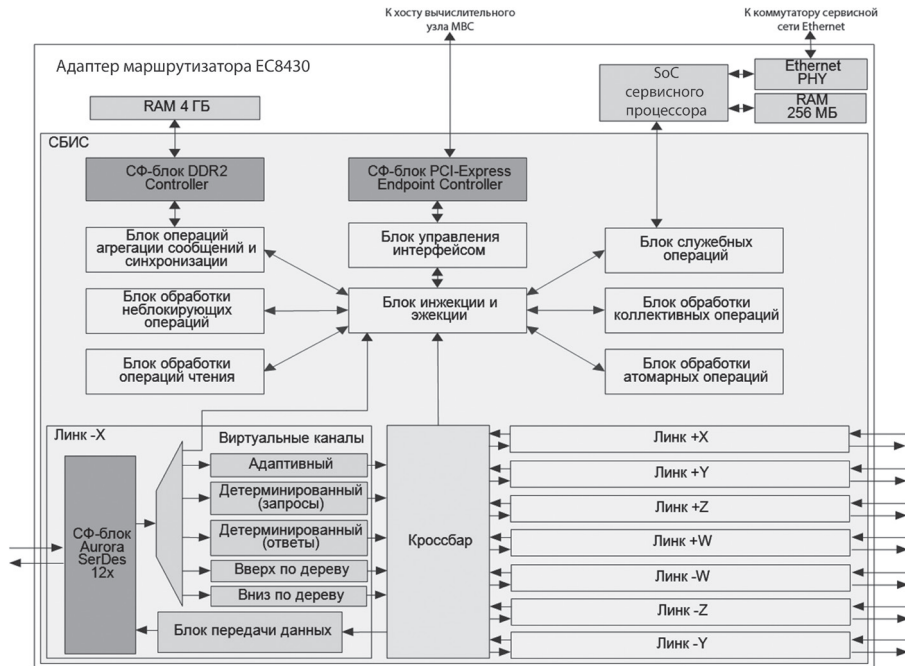 К хосту вычислительного
узла МВС
К коммутатору сервисной
сети Ethernet
Адаптер маршрутизатора ЕС8430
SoC
сервисного
процессора
Ethernet
PHY
RAM
256 МБ
RAM 4 ГБ
СБИС
СФ-блок DDR2
Controller
СФ-блок PCI-Express
Endpoint Controller
Блок операций
агрегации сообщений и
синхронизации
Блок управления
интерфейсом
Блок служебных
операций
Блок обработки
неблокирующих
операций
Блок инжекции и
эжекции
Блок обработки
коллективных операций
Блок обработки
операций чтения
Блок обработки
атомарных операций
Линк -X
Виртуальные каналы
СФ-блок
Aurora
SerDes
12x
Адаптивный
Детерминированный
(запросы)
Детерминированный
(ответы)
Вверх по дереву
Вниз по дереву
Блок передачи данных
Кроссбар
Линк +X
Линк +Y
Линк +Z
Линк +W
Линк -W
Линк -Z
Линк -Y